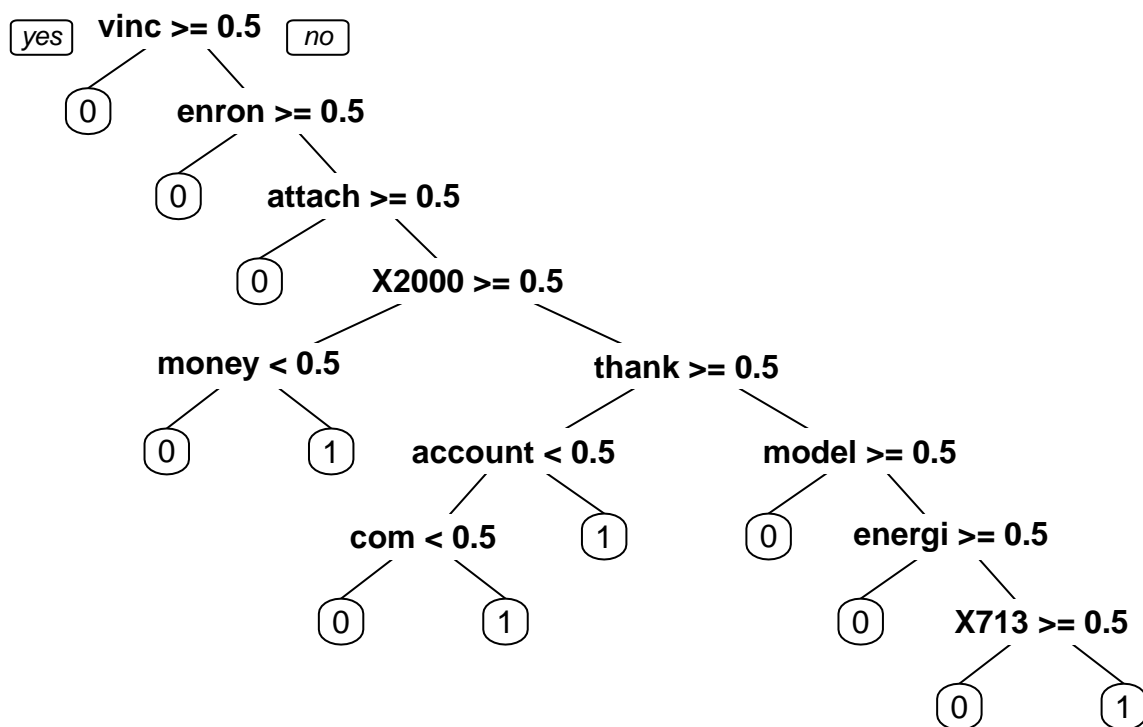 yes vinc >= 0.5 no
0 enron >= 0.5
0 attach >= 0.5
0 X2000 >= 0.5
money < 0.5 thank >= 0.5
0 1 account < 0.5 model >= 0.5
com < 0.5 1 0 energi >= 0.5
0 1 0 X713 >= 0.5
0 1